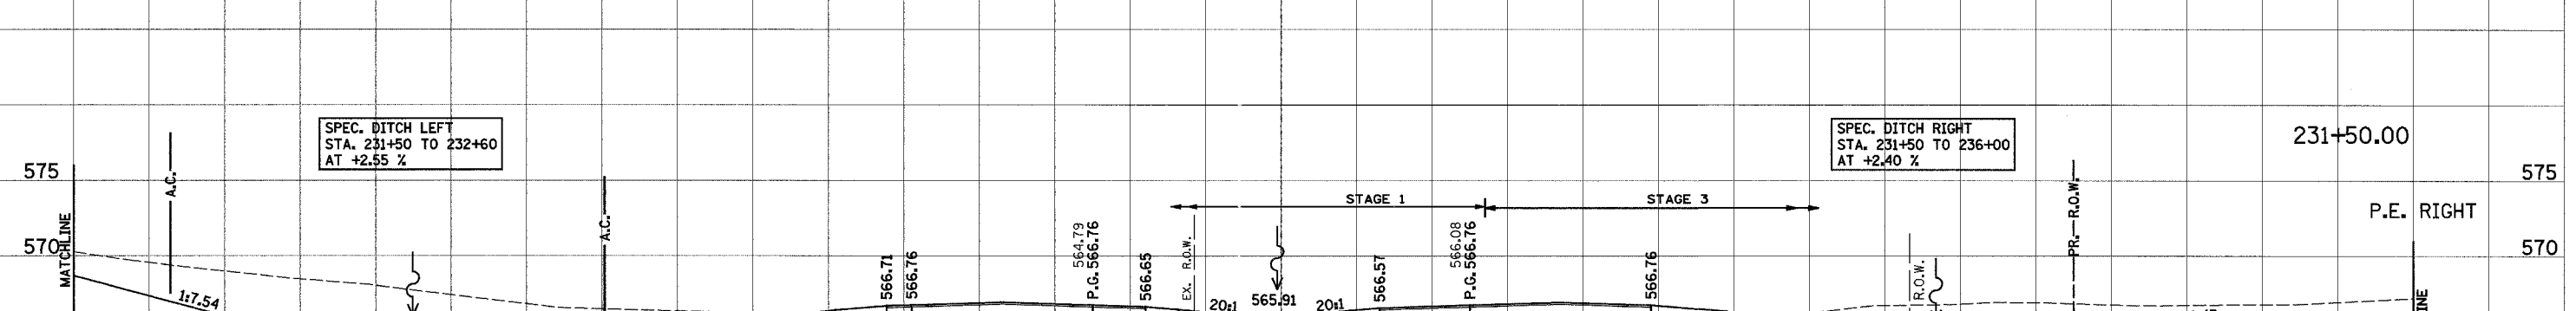 SPEC. DITCH LEFT
STA. 231+50 TO 232+60
AT +2.55 %
SPEC. DITCH RIGHT
STA. 231+50 TO 236+00
AT +2.40 %
231+50.00
575
A.C.
575
STAGE 1
STAGE 3
PR. R.O.W.
P.E. RIGHT
570
MATCHLINE
A.C.
564.79
P.G. 566.76
566.08
P.G. 566.76
570
1:7.54
566.71
566.76
566.65
EX. R.O.W.
20:1
565.91
20:1
566.57
566.76
R.O.W.
INE